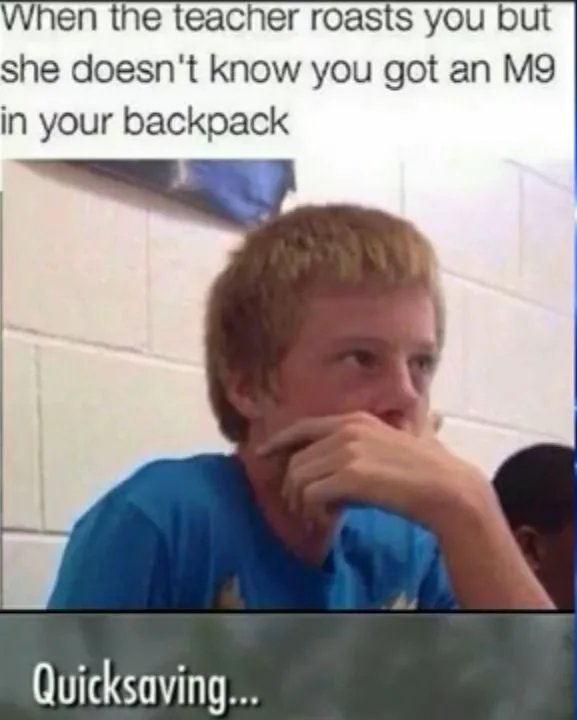 When the teacher roasts you but
she doesn't know you got an M9
in your backpack
Quicksaving...